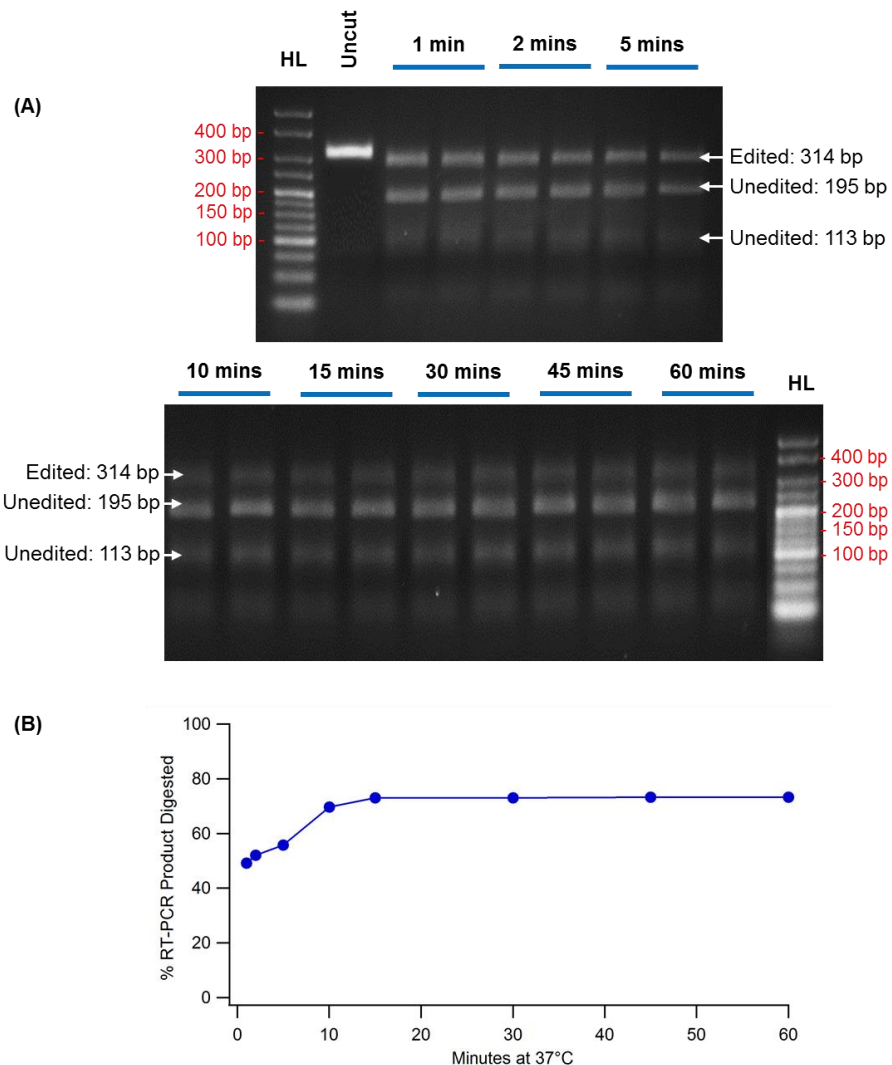 (A)
HL
Uncut
1 min
2 mins
5 mins
400 bp -
300 bp -
200 bp -
150 bp -
100 bp -
Edited: 314 bp
Unedited: 195 bp
Unedited: 113 bp
10 mins
15 mins
30 mins
45 mins
60 mins
HL
Edited: 314 bp
Unedited: 195 bp
Unedited: 113 bp
- 400 bp
- 300 bp
- 200 bp
- 150 bp
- 100 bp
(B)
% RT-PCR Product Digested
100
80
60
40
20
0
0 10 20 30 40 50 60
Minutes at 37°C